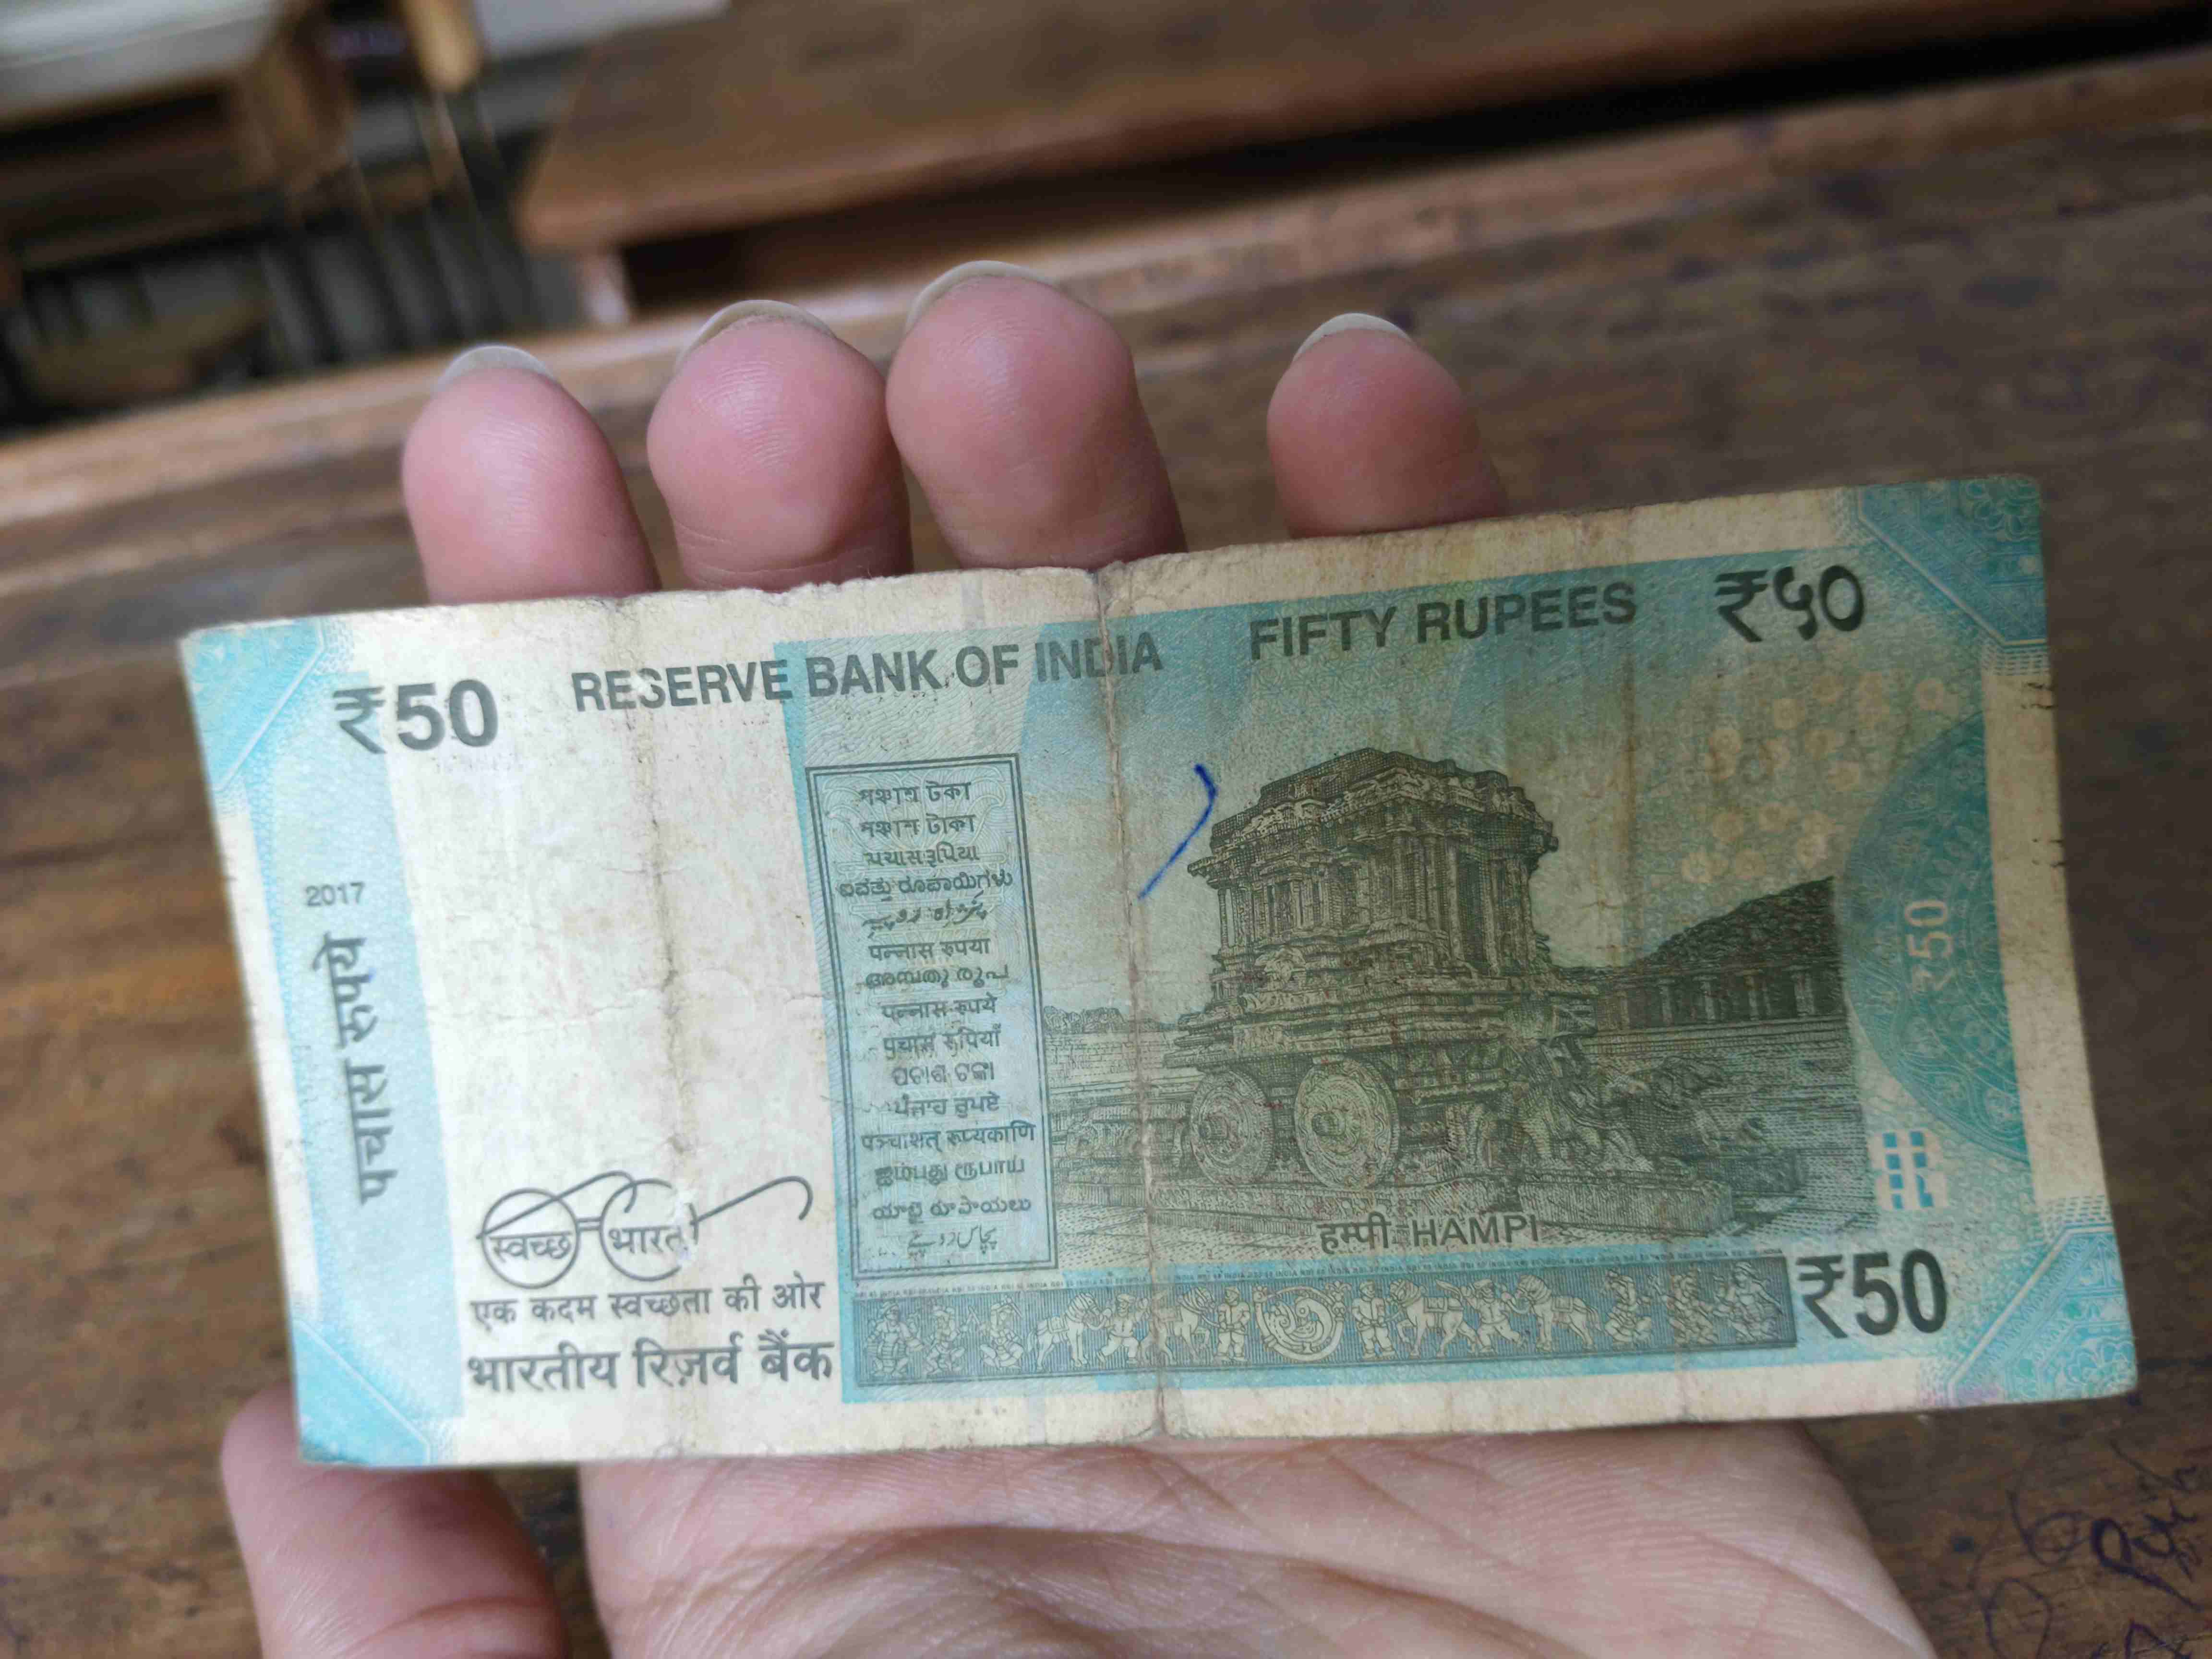 ₹50 RESERVE BANK OF INDIA FIFTY RUPEES ₹५०
2017
पचास रुपये
পঞ্চাশ টকা
পঞ্চাশ টাকা
પચાસ રૂપિયા
ಐವತ್ತು ರೂಪಾಯಿಗಳು
पन्नास रुपया
അമ്പതു രൂപ
पन्नास रुपये
पचास रुपियाँ
ପଚାଶ ଟଙ୍କା
ਪੰਜਾਹ ਰੁਪਏ
पञ्चाशत् रूप्यकाणि
ஐம்பது ரூபாய்
యాభై రూపాయలు
پچاس روپے
₹50
हम्पी HAMPI
स्वच्छ भारत
एक कदम स्वच्छता की ओर
भारतीय रिज़र्व बैंक
₹50